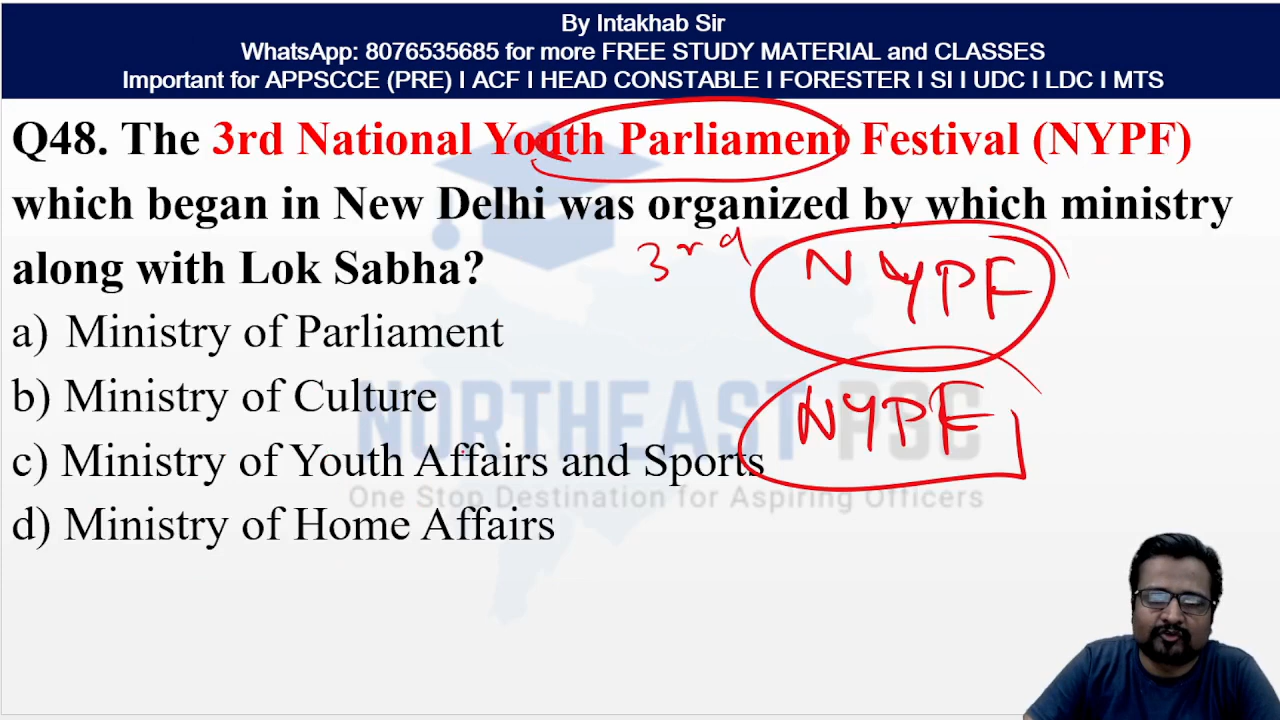 By Intakhab Sir
WhatsApp: 8076535685 for more FREE STUDY MATERIAL and CLASSES
Important for APPSCCE (PRE) I ACF I HEAD CONSTABLE I FORESTER I SI I UDC I LDC I MTS
Q48. The 3rd National Youth Parliament Festival (NYPF)
which began in New Delhi was organized by which ministry
along with Lok Sabha?
3rd NYPF
a) Ministry of Parliament
b) Ministry of Culture
NYPF
NORTHEAST PSC
c) Ministry of Youth Affairs and Sports
One Stop Destination for Aspiring Officers
d) Ministry of Home Affairs